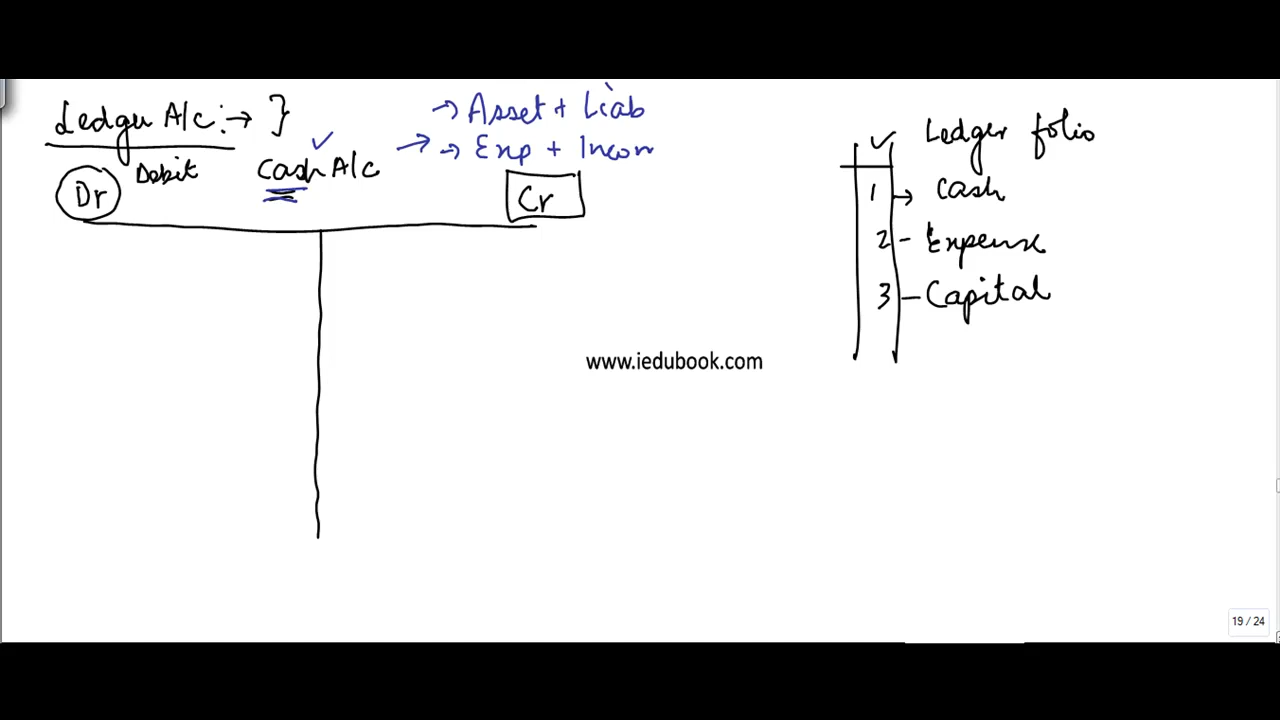 Ledger A/c :→ }
→ Asset + Liab
→ → Exp + Incom
Debit
Cash A/c
Dr
Cr
Ledger folio
1 → Cash
2 - Expense
3 - Capital
www.iedubook.com
19 / 24